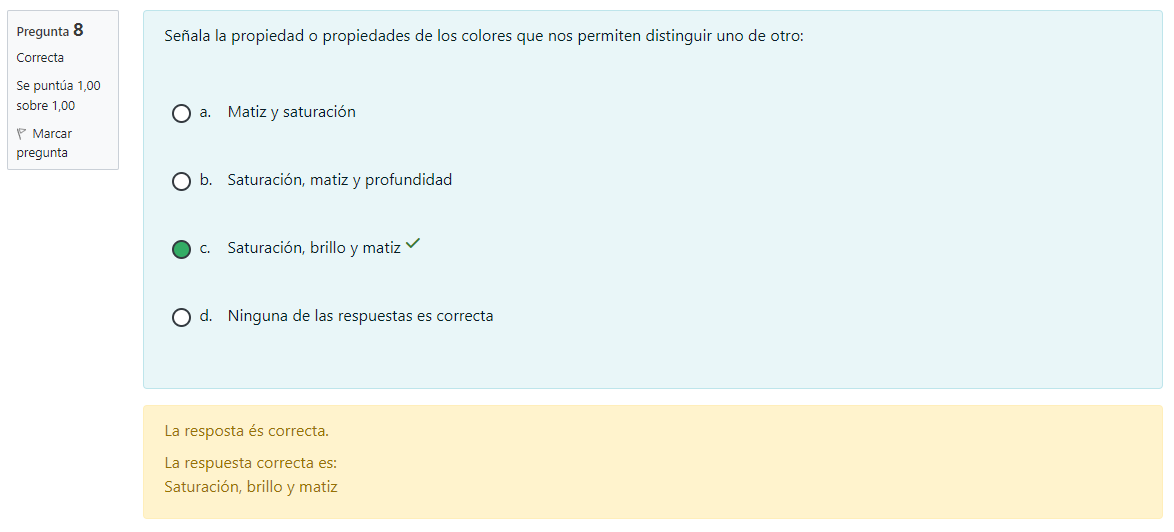 Pregunta 8
Correcta
Se puntúa 1,00
sobre 1,00
Marcar
pregunta
Señala la propiedad o propiedades de los colores que nos permiten distinguir uno de otro:
a. Matiz y saturación
b. Saturación, matiz y profundidad
c. Saturación, brillo y matiz
d. Ninguna de las respuestas es correcta
La resposta és correcta.
La respuesta correcta es:
Saturación, brillo y matiz